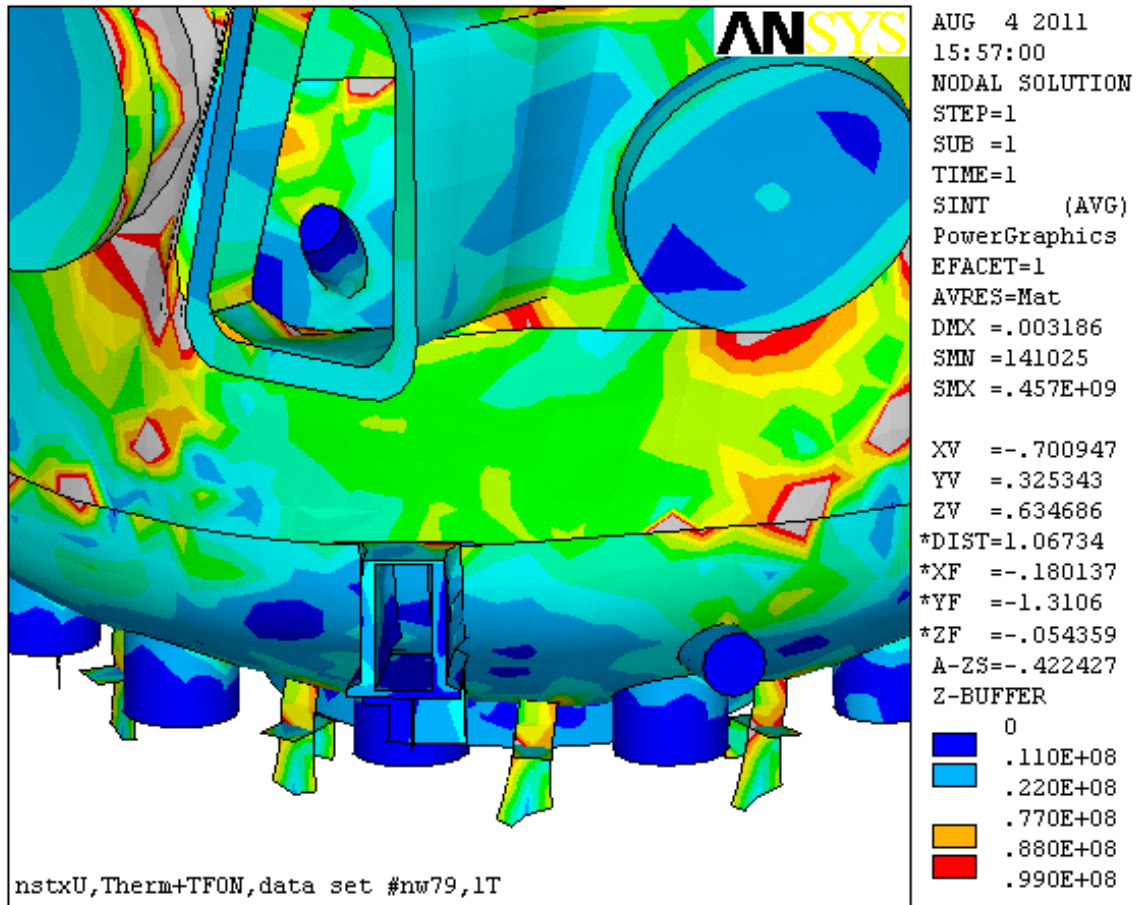 ANSYS
AUG 4 2011
15:57:00
NODAL SOLUTION
STEP=1
SUB =1
TIME=1
SINT (AVG)
PowerGraphics
EFACET=1
AVRES=Mat
DMX =.003186
SMN =141025
SMX =.457E+09
XV =-.700947
YV =.325343
ZV =.634686
*DIST=1.06734
*XF =-.180137
*YF =-1.3106
*ZF =-.054359
A-ZS=-.422427
Z-BUFFER
0
.110E+08
.220E+08
.770E+08
.880E+08
.990E+08
nstxU,Therm+TFON,data set #nw79,1T